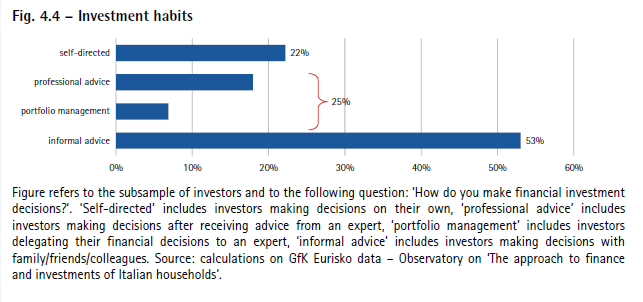 Fig. 4.4 – Investment habits
self-directed
22%
professional advice
25%
portfolio management
informal advice
53%
0% 10% 20% 30% 40% 50% 60%
Figure refers to the subsample of investors and to the following question: 'How do you make financial investment
decisions?'. 'Self-directed' includes investors making decisions on their own, 'professional advice' includes
investors making decisions after receiving advice from an expert, 'portfolio management' includes investors
delegating their financial decisions to an expert, 'informal advice' includes investors making decisions with
family/friends/colleagues. Source: calculations on GfK Eurisko data – Observatory on 'The approach to finance
and investments of Italian households'.